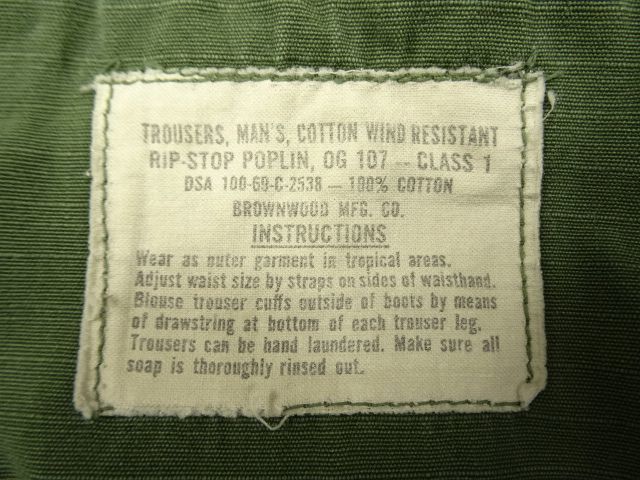 TROUSERS, MAN'S, COTTON WIND RESISTANT
RIP-STOP POPLIN, OG 107 -- CLASS 1
DSA 100-69-C-2538 — 100% COTTON
BROWNWOOD MFG. CO.
INSTRUCTIONS
Wear as outer garment in tropical areas.
Adjust waist size by straps on sides of waistband.
Blouse trouser cuffs outside of boots by means
of drawstring at bottom of each trouser leg.
Trousers can be hand laundered. Make sure all
soap is thoroughly rinsed out.